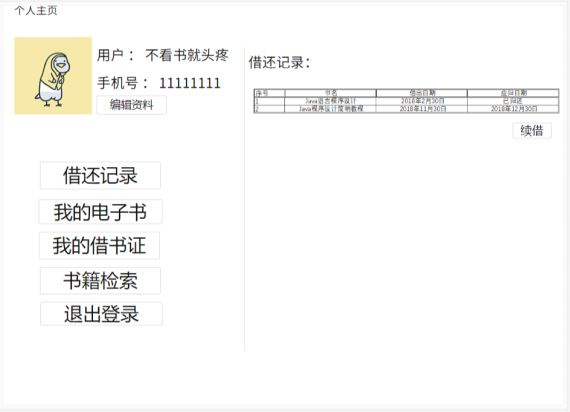 个人主页
用户： 不看书就头疼
手机号： 11111111
编辑资料
借还记录
我的电子书
我的借书证
书籍检索
退出登录
借还记录：
序号 书名 借出日期 应归日期
1 Java语言程序设计 2018年2月30日 已归还
2 Java程序设计简明教程 2018年11月30日 2018年12月30日
续借